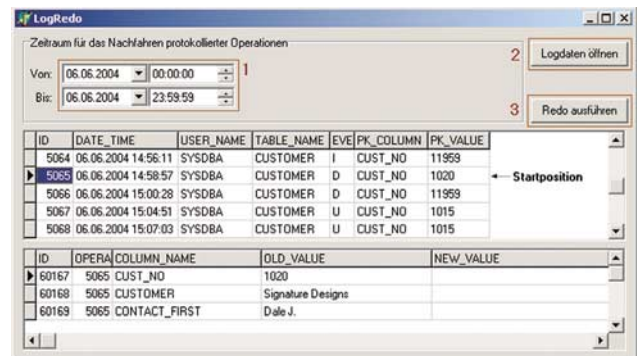 LogRedo
Zeitraum für das Nachfahren protokollierter Operationen
Von: 06.06.2004 00:00:00 1
Bis: 06.06.2004 23:59:59
2 Logdaten öffnen
3 Redo ausführen
ID DATE_TIME USER_NAME TABLE_NAME EVE PK_COLUMN PK_VALUE
5064 06.06.2004 14:56:11 SYSDBA CUSTOMER I CUST_NO 11959
5065 06.06.2004 14:58:57 SYSDBA CUSTOMER D CUST_NO 1020 Startposition
5066 06.06.2004 15:00:28 SYSDBA CUSTOMER D CUST_NO 11959
5067 06.06.2004 15:04:51 SYSDBA CUSTOMER U CUST_NO 1015
5068 06.06.2004 15:07:03 SYSDBA CUSTOMER U CUST_NO 1015
ID OPERA COLUMN_NAME OLD_VALUE NEW_VALUE
60167 5065 CUST_NO 1020
60168 5065 CUSTOMER Signature Designs
60169 5065 CONTACT_FIRST Dale J.